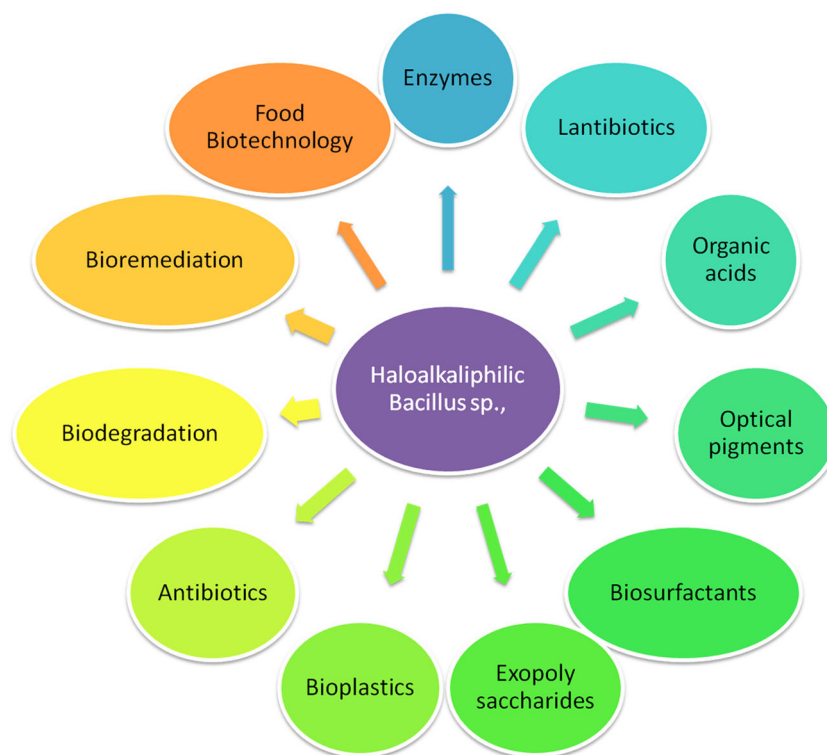 Enzymes
Lantibiotics
Organic
acids
Optical
pigments
Biosurfactants
Exopoly
saccharides
Bioplastics
Antibiotics
Biodegradation
Bioremediation
Food
Biotechnology
Haloalkaliphilic
Bacillus sp.,